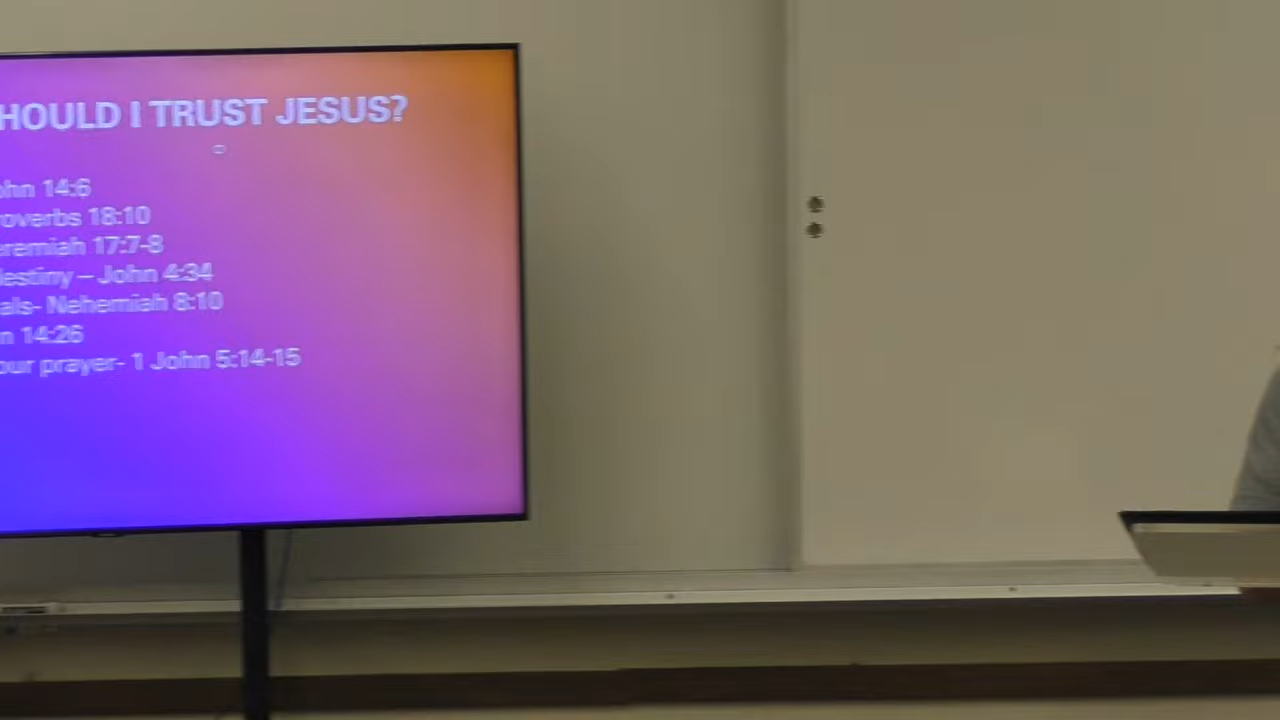 HOULD I TRUST JESUS?
ohn 14:6
roverbs 18:10
eremiah 17:7-8
destiny – John 4:34
als- Nehemiah 8:10
n 14:26
our prayer- 1 John 5:14-15